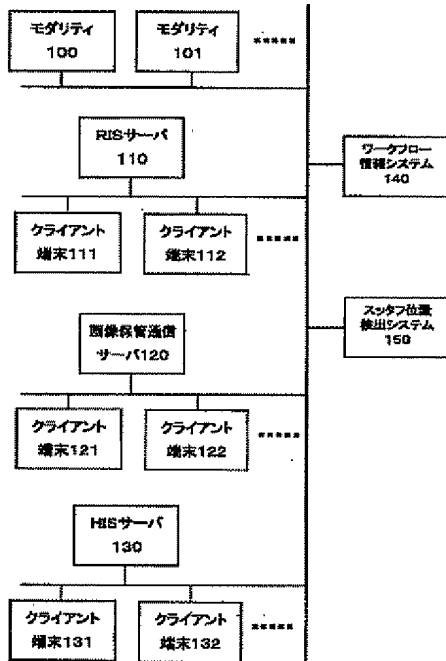 モダリティ
100
モダリティ
101
RISサーバ
110
クライアント
端末111
クライアント
端末112
ワークフロー
情報システム
140
スッタフ位置
検出システム
150
画像保管通信
サーバ120
クライアント
端末121
クライアント
端末122
HISサーバ
130
クライアント
端末131
クライアント
端末132